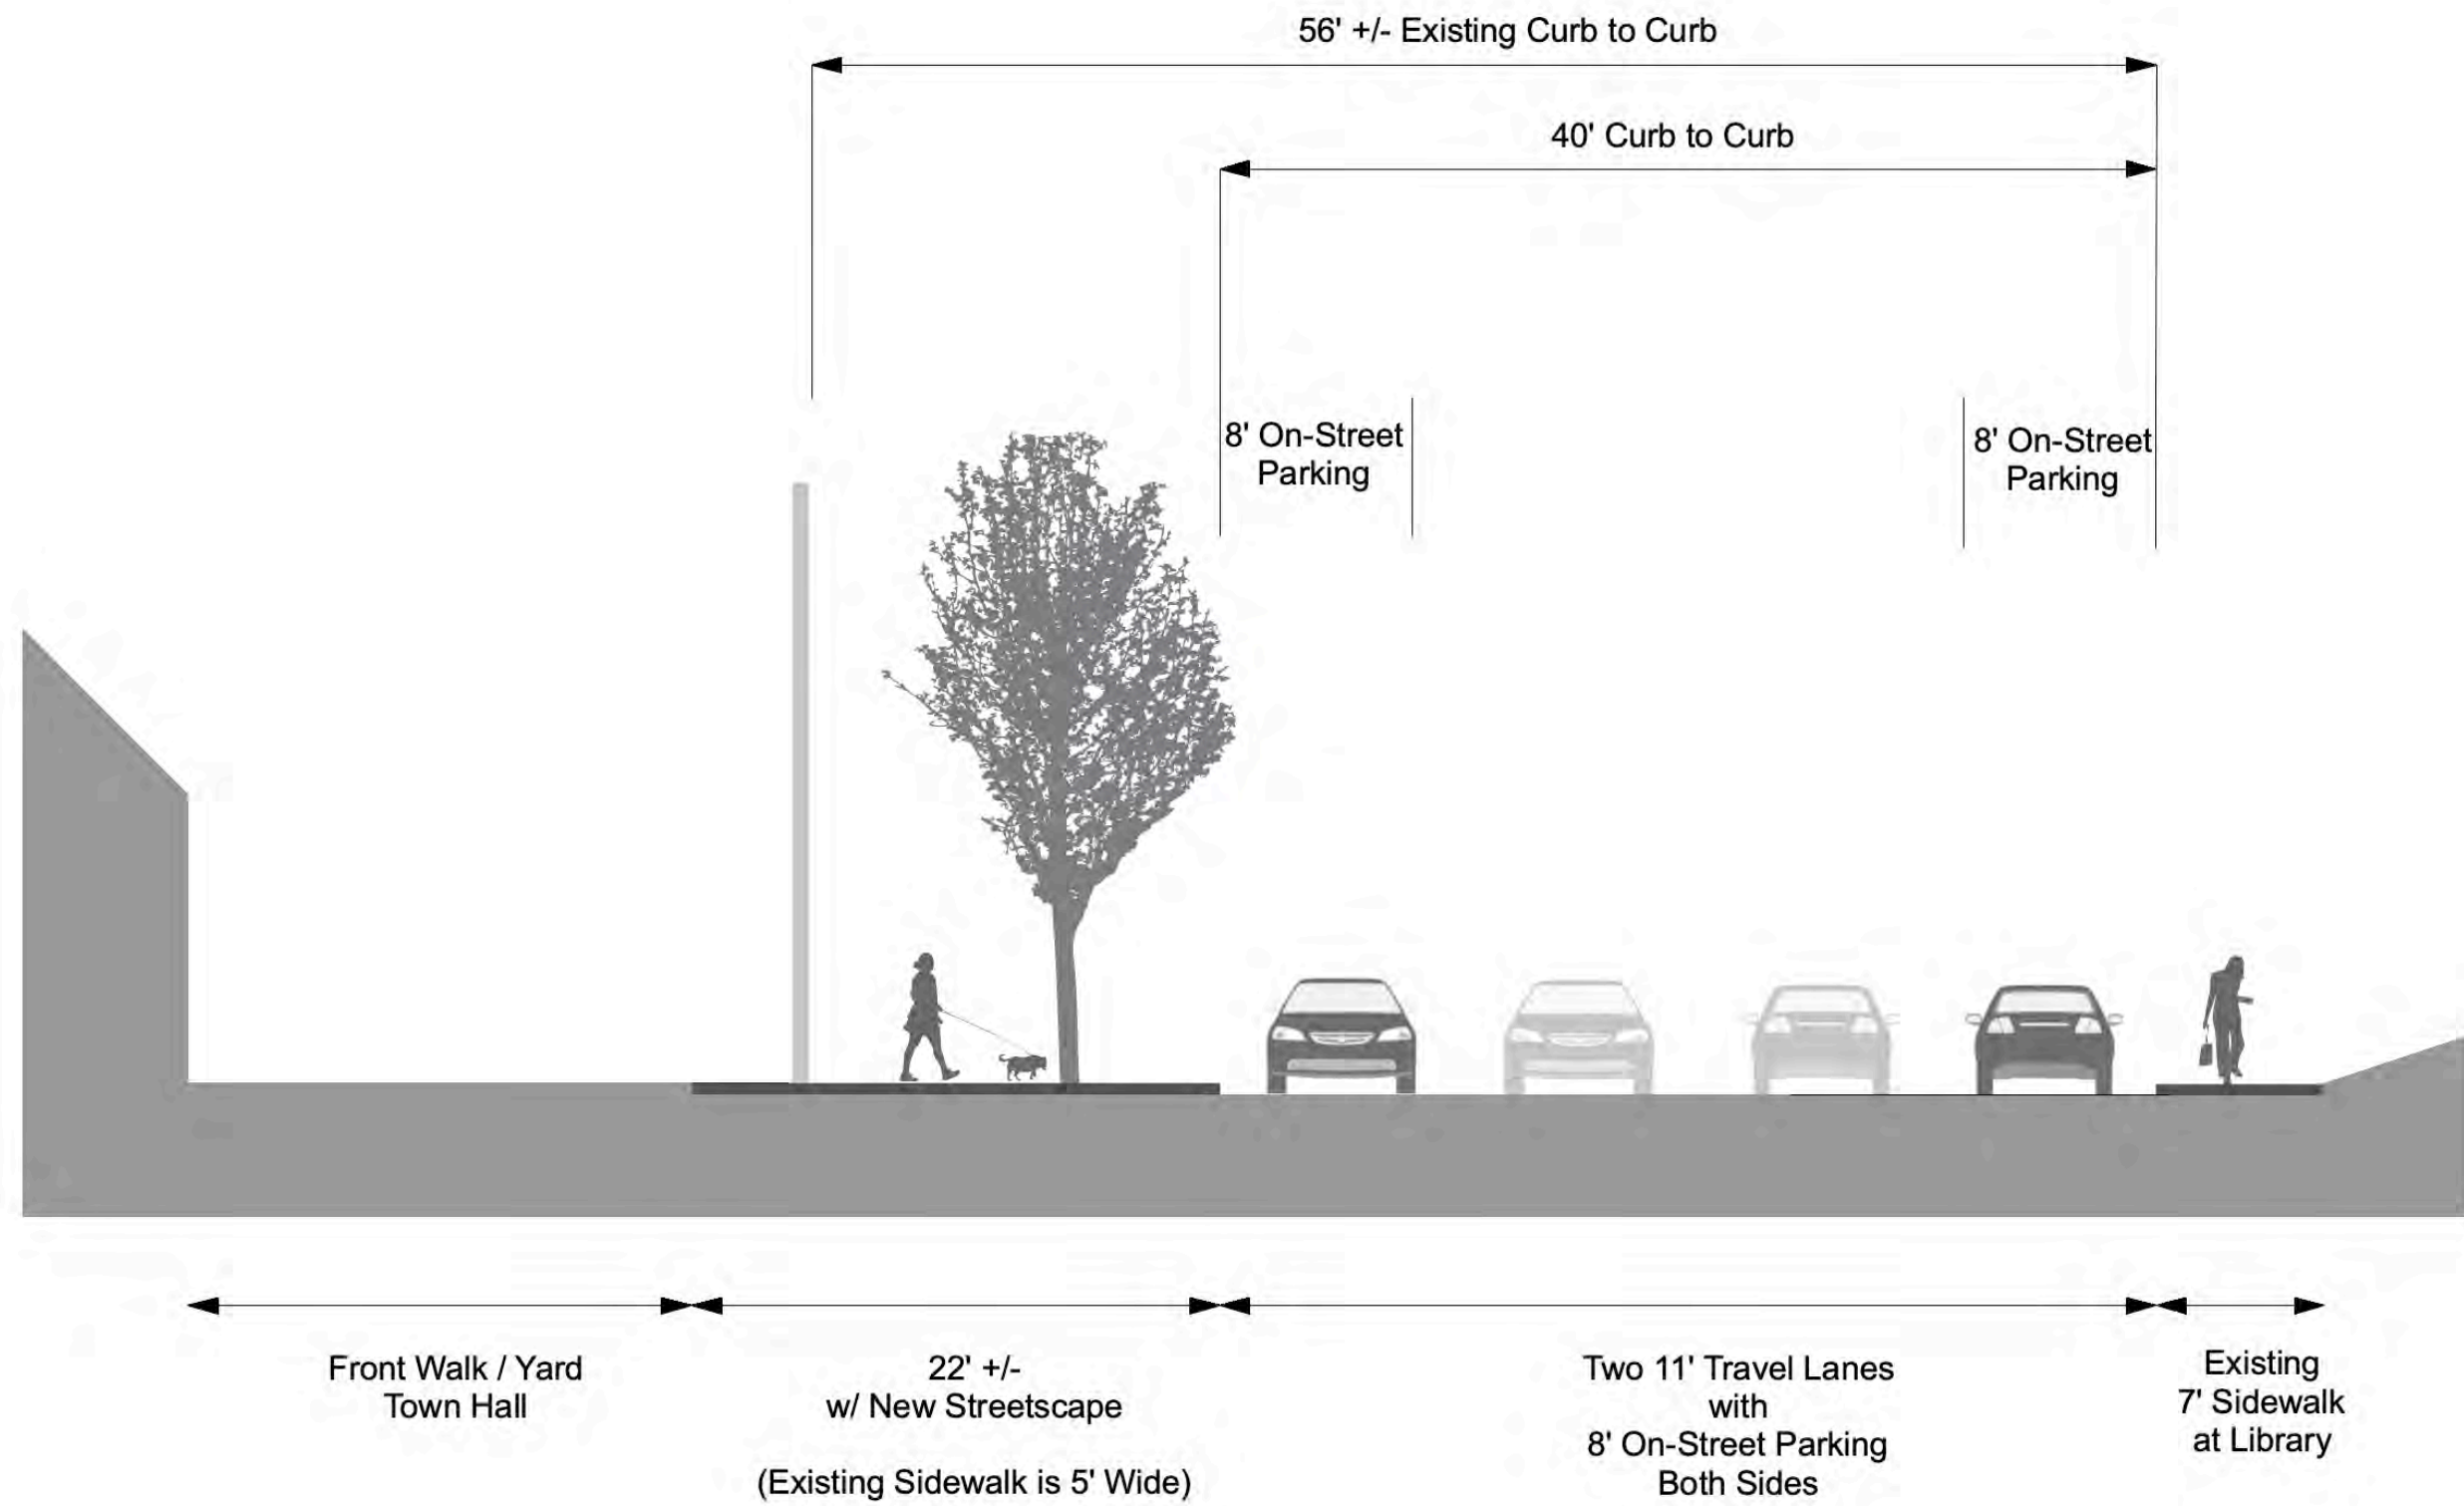 56' +/- Existing Curb to Curb
40' Curb to Curb
8' On-Street
Parking
8' On-Street
Parking
Front Walk / Yard
Town Hall
22' +/-
w/ New Streetscape
(Existing Sidewalk is 5' Wide)
Two 11' Travel Lanes
with
8' On-Street Parking
Both Sides
Existing
7' Sidewalk
at Library